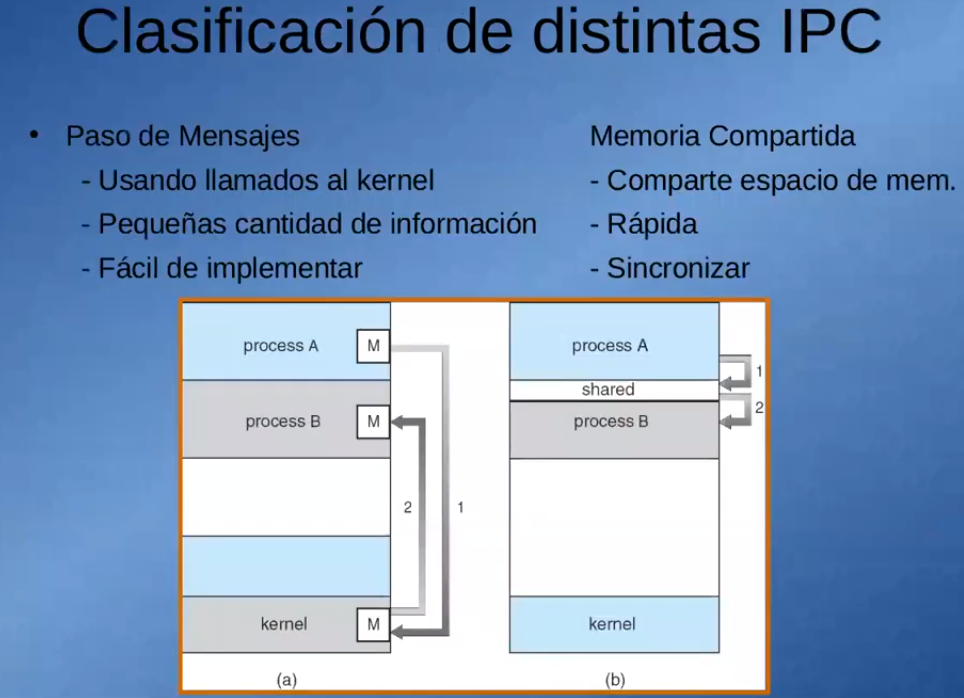 Clasificación de distintas IPC
• Paso de Mensajes
- Usando llamados al kernel
- Pequeñas cantidad de información
- Fácil de implementar
Memoria Compartida
- Comparte espacio de mem.
- Rápida
- Sincronizar
process A M
process B M
2 1
kernel M
(a)
process A
1
shared
2
process B
kernel
(b)